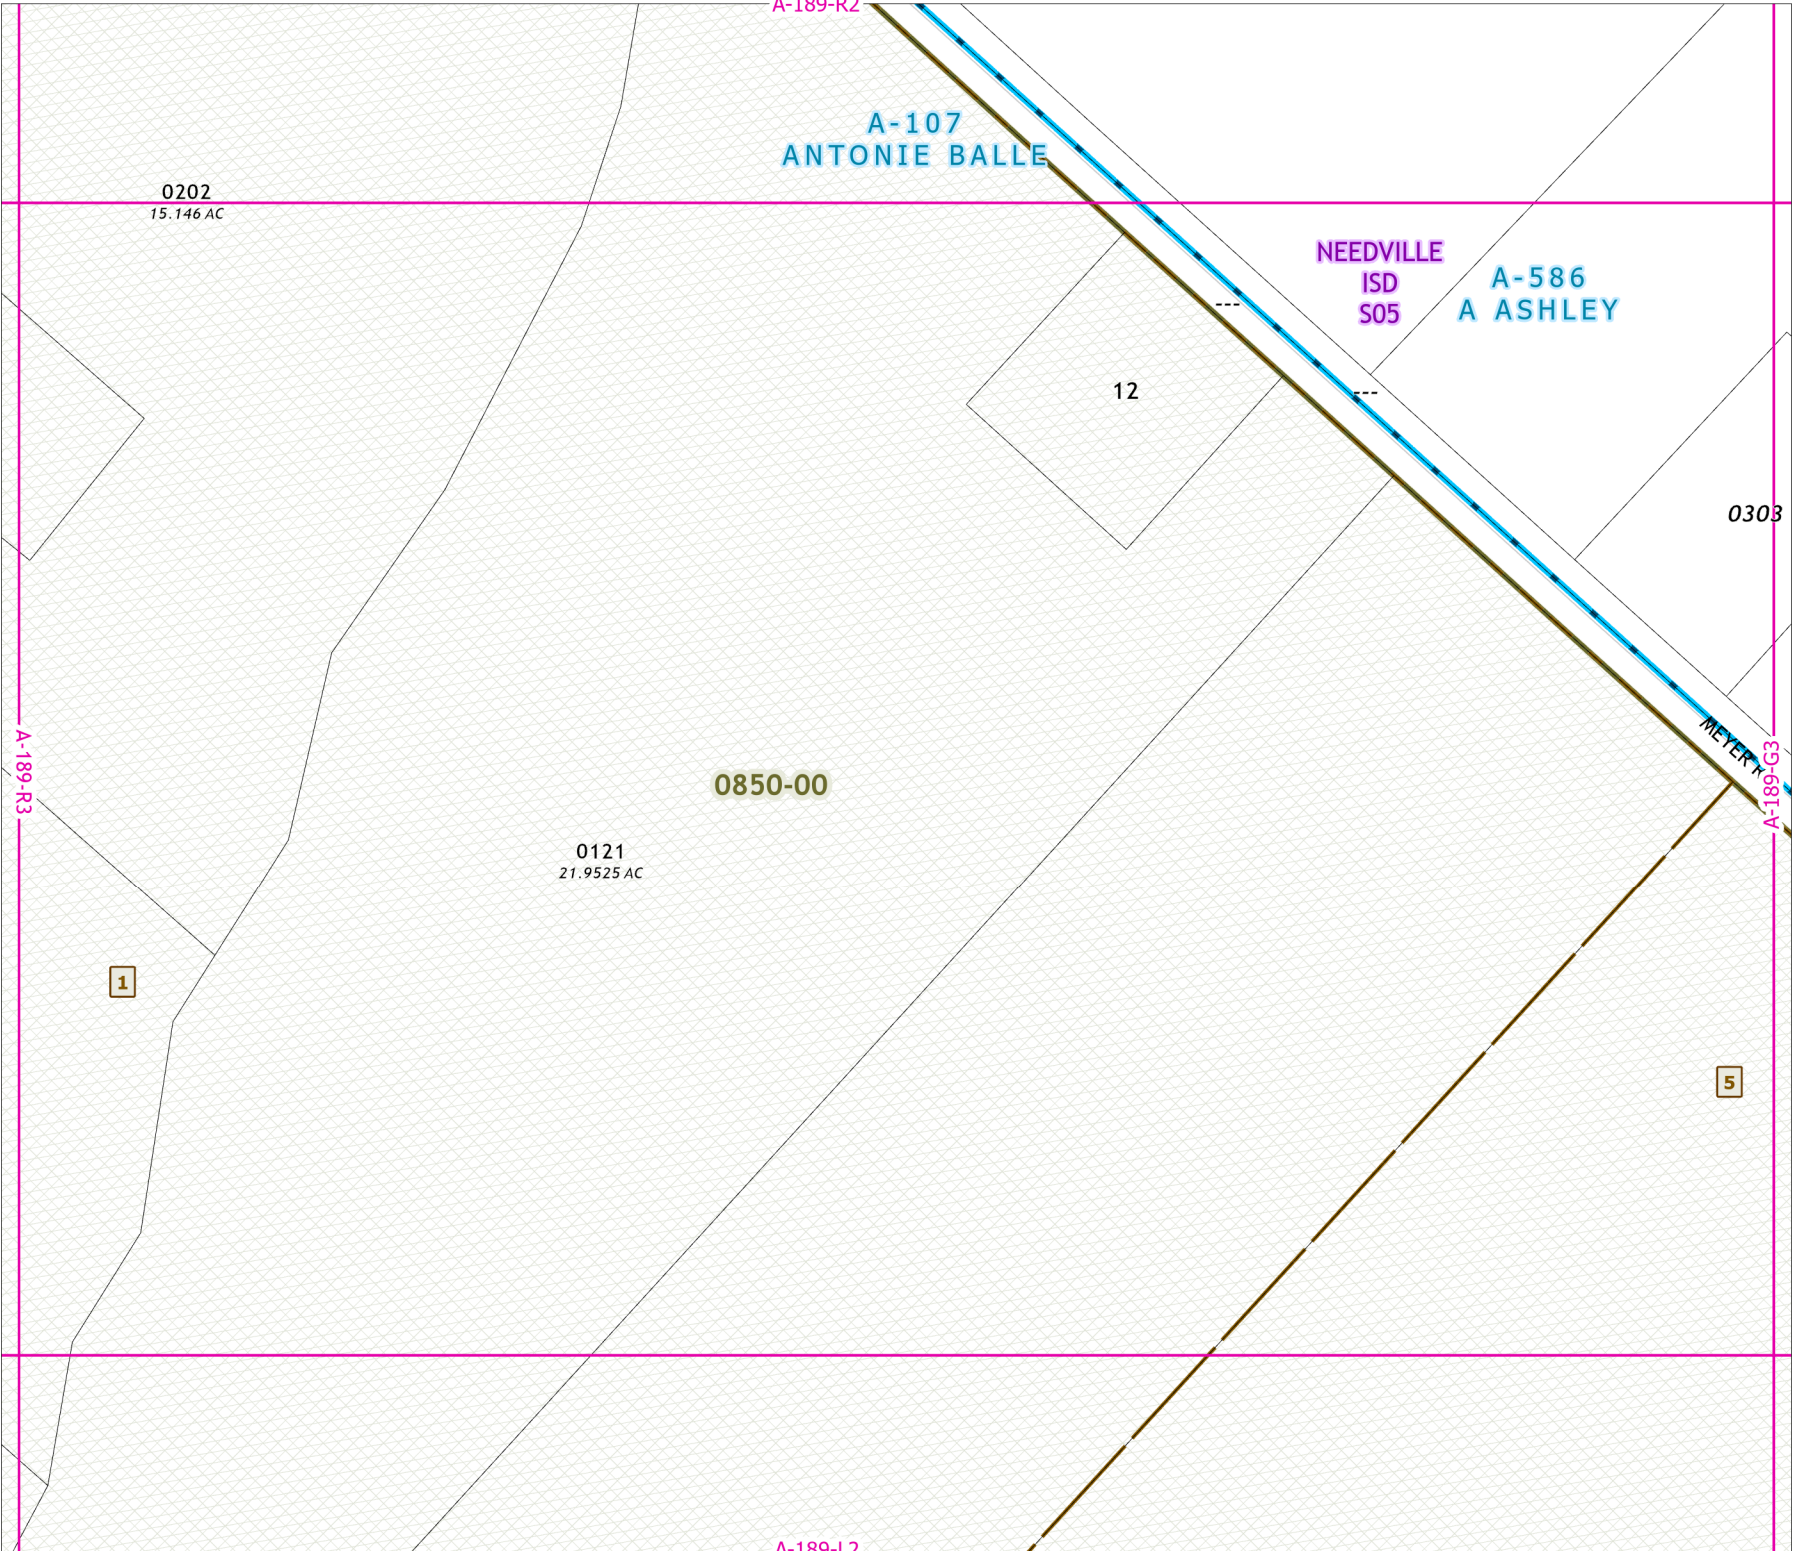 A-189-R2
A-107
ANTONIE BALLE
0202
15.146 AC
NEEDVILLE
ISD
S05
A-586
A ASHLEY
12
0303
MEYER
A-189-R3
A-189-G3
0850-00
0121
21.9525 AC
1
5
A-189-L2